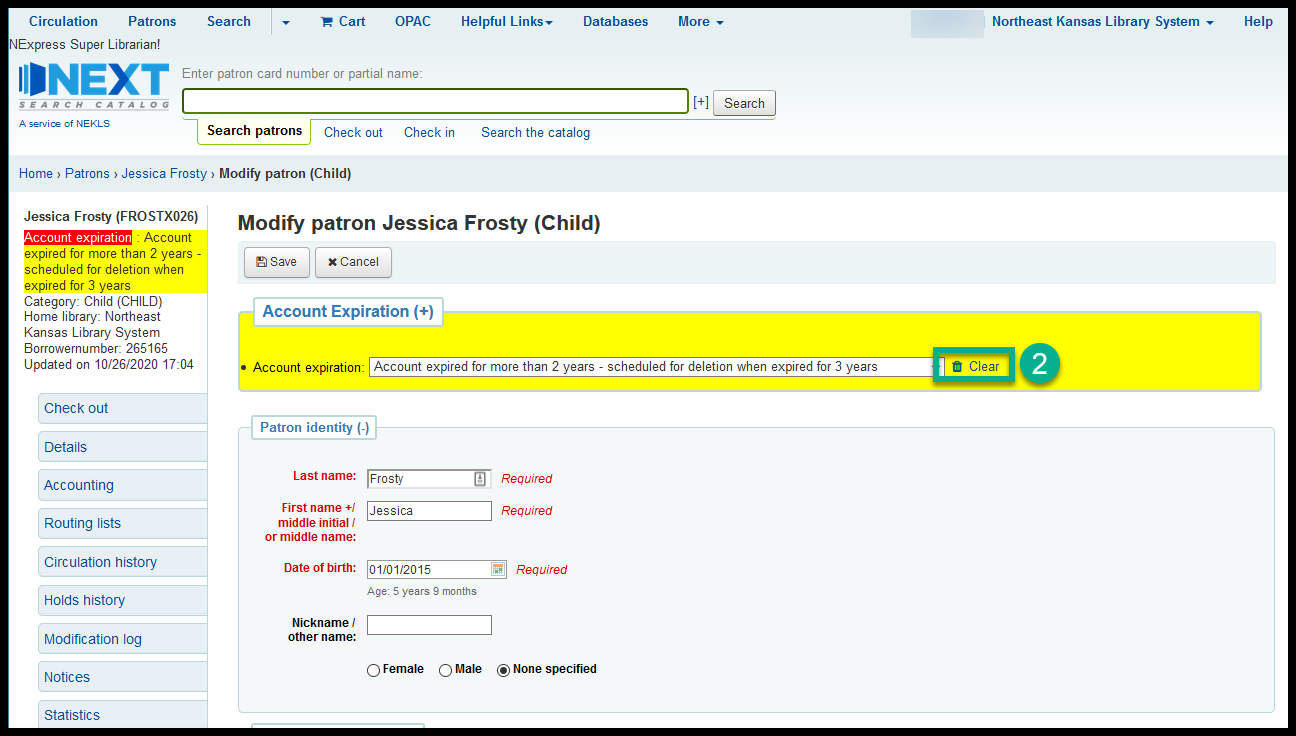 Circulation Patrons Search Cart OPAC Helpful Links Databases More Northeast Kansas Library System Help
NExpress Super Librarian!
NEXT
SEARCH CATALOG
A service of NEKLS
Enter patron card number or partial name:
[+] Search
Search patrons Check out Check in Search the catalog
Home › Patrons › Jessica Frosty › Modify patron (Child)
Jessica Frosty (FROSTX026)
Account expiration : Account
expired for more than 2 years -
scheduled for deletion when
expired for 3 years
Category: Child (CHILD)
Home library: Northeast
Kansas Library System
Borrowernumber: 265165
Updated on 10/26/2020 17:04
Check out
Details
Accounting
Routing lists
Circulation history
Holds history
Modification log
Notices
Statistics
Modify patron Jessica Frosty (Child)
Save Cancel
Account Expiration (+)
Account expiration: Account expired for more than 2 years - scheduled for deletion when expired for 3 years Clear 2
Patron identity (-)
Last name: Frosty Required
First name +/ 
middle initial /
or middle name: Jessica Required
Date of birth: 01/01/2015 Required
Age: 5 years 9 months
Nickname /
other name:
Female Male None specified